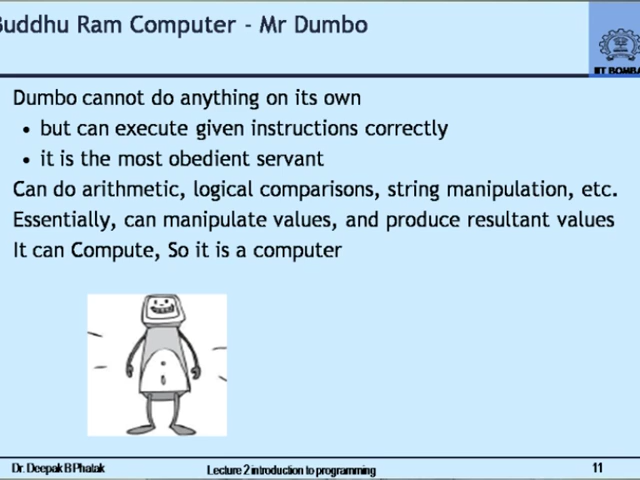 Buddhu Ram Computer - Mr Dumbo
IIT BOMBA
Dumbo cannot do anything on its own
• but can execute given instructions correctly
• it is the most obedient servant
Can do arithmetic, logical comparisons, string manipulation, etc.
Essentially, can manipulate values, and produce resultant values
It can Compute, So it is a computer
Dr. Deepak B Phatak
Lecture 2 introduction to programming
11